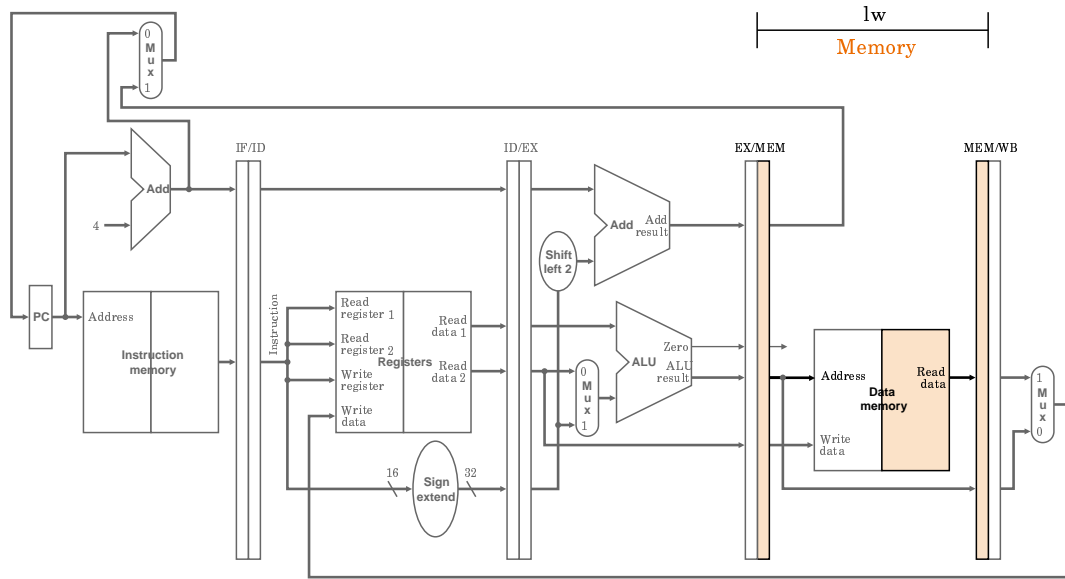 lw
Memory
0
M
u
x
1
IF/ID
ID/EX
EX/MEM
MEM/WB
Add
4
Add
Add
result
Shift
left 2
PC
Address
Instruction
memory
Instruction
Read
register 1
Read
register 2
Write
register
Write
data
Registers
Read
data 1
Read
data 2
16
Sign
extend
32
0
M
u
x
1
Zero
ALU
ALU
result
Address
Write
data
Data
memory
Read
data
1
M
u
x
0